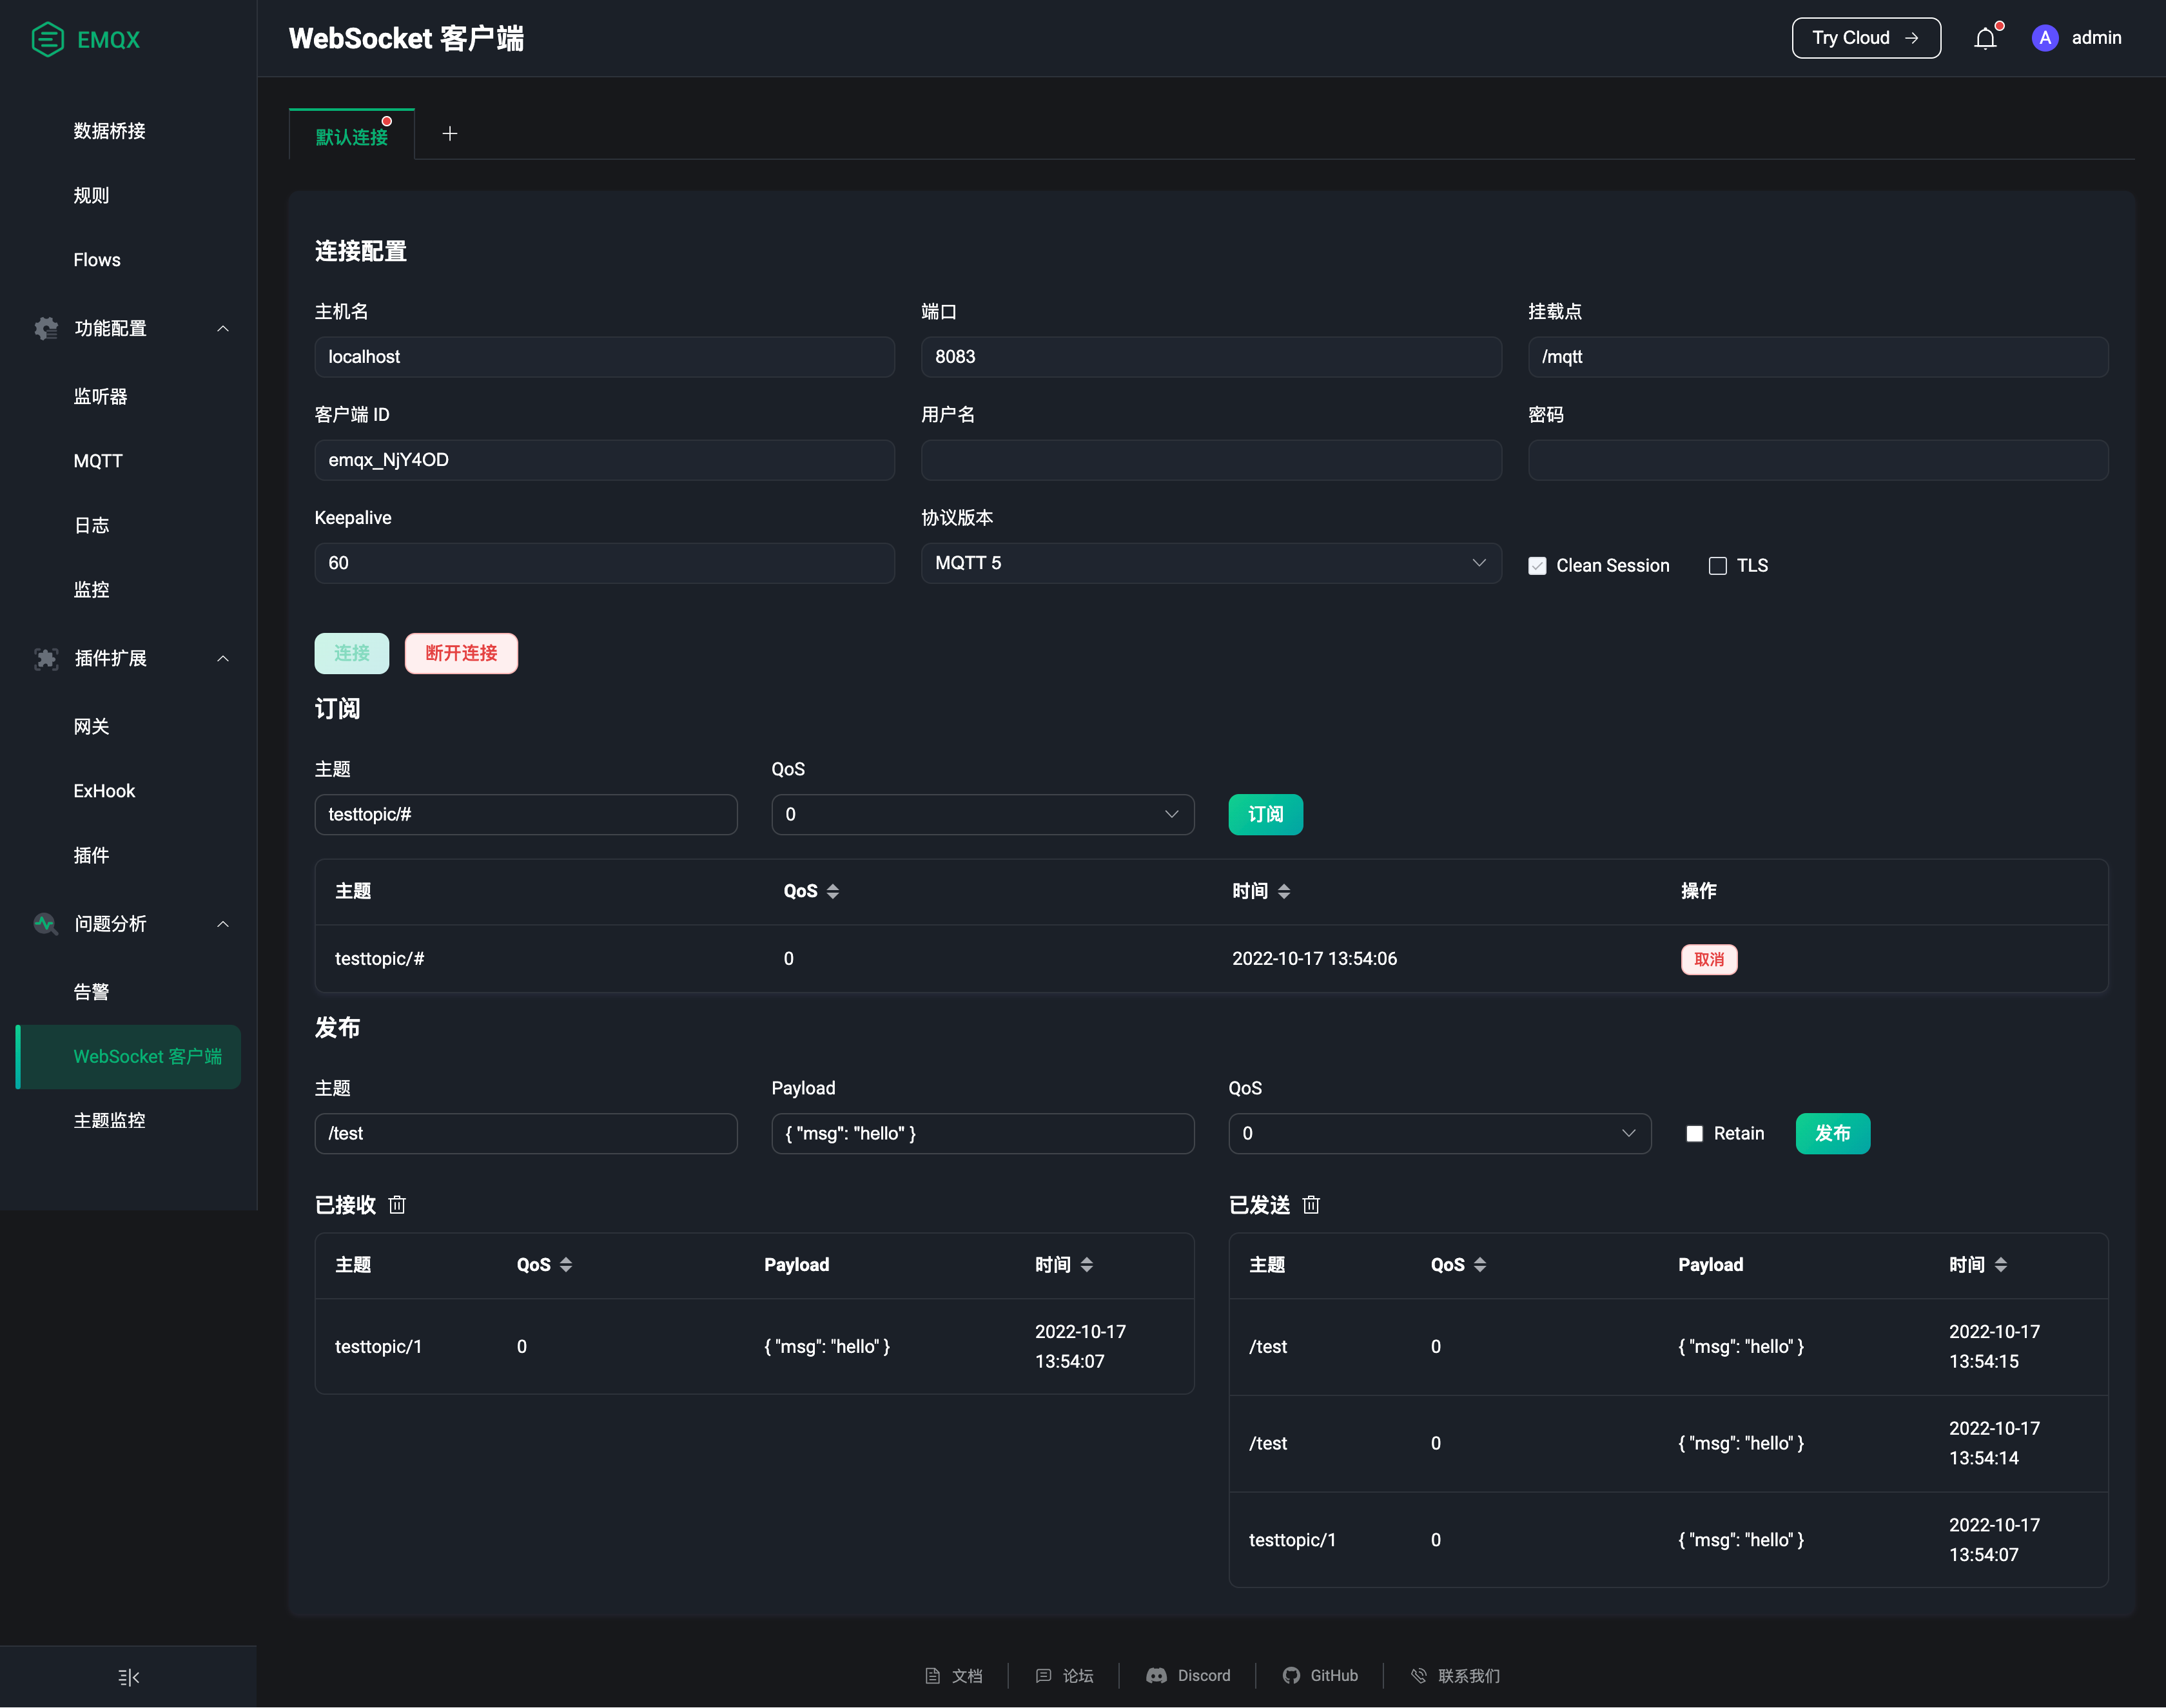 EMQX
WebSocket 客户端
Try Cloud
A
admin
数据桥接
规则
Flows
功能配置
监听器
MQTT
日志
监控
插件扩展
网关
ExHook
插件
问题分析
告警
WebSocket 客户端
主题监控
默认连接
连接配置
主机名
端口
挂载点
localhost
8083
/mqtt
客户端 ID
用户名
密码
emqx_NjY4OD
Keepalive
协议版本
60
MQTT 5
Clean Session
TLS
连接
断开连接
订阅
主题
QoS
testtopic/#
0
订阅
主题
QoS
时间
操作
testtopic/#
0
2022-10-17 13:54:06
取消
发布
主题
Payload
QoS
/test
{ "msg": "hello" }
0
Retain
发布
已接收
主题
QoS
Payload
时间
testtopic/1
0
{ "msg": "hello" }
2022-10-17
13:54:07
已发送
主题
QoS
Payload
时间
/test
0
{ "msg": "hello" }
2022-10-17
13:54:15
/test
0
{ "msg": "hello" }
2022-10-17
13:54:14
testtopic/1
0
{ "msg": "hello" }
2022-10-17
13:54:07
文档
论坛
Discord
GitHub
联系我们